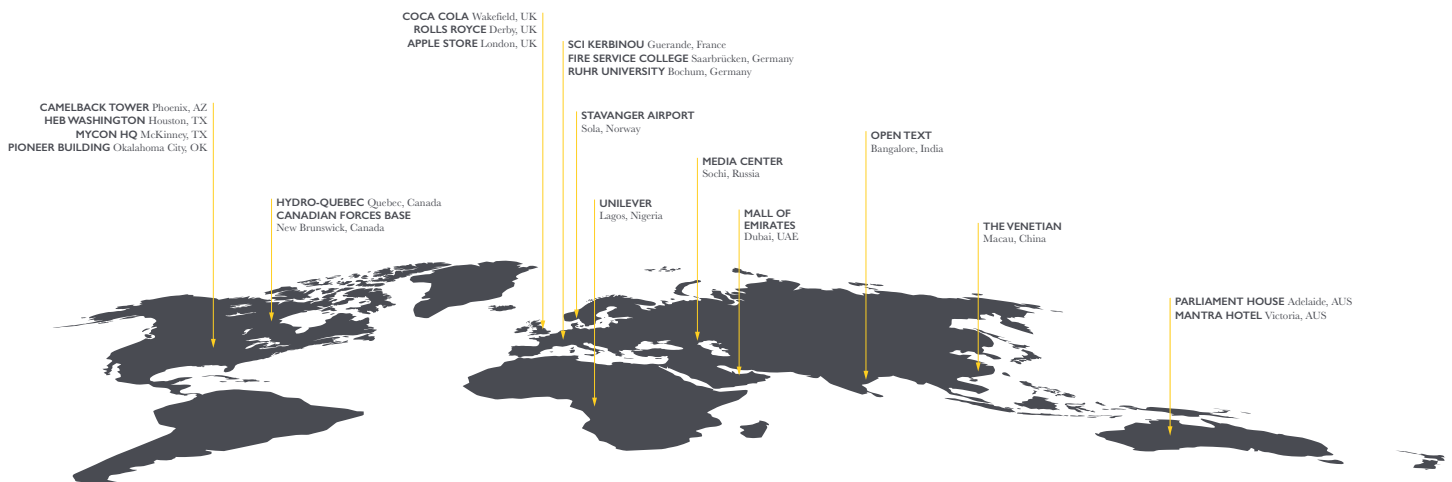 COCA COLA Wakefield, UK
ROLLS ROYCE Derby, UK
APPLE STORE London, UK
SCI KERBINOU Guerande, France
FIRE SERVICE COLLEGE Saarbrücken, Germany
RUHR UNIVERSITY Bochum, Germany
CAMELBACK TOWER Phoenix, AZ
HEB WASHINGTON Houston, TX
MYCON HQ McKinney, TX
PIONEER BUILDING Okalahoma City, OK
STAVANGER AIRPORT
Sola, Norway
OPEN TEXT
Bangalore, India
MEDIA CENTER
Sochi, Russia
HYDRO-QUEBEC Quebec, Canada
CANADIAN FORCES BASE
New Brunswick, Canada
UNILEVER
Lagos, Nigeria
MALL OF
EMIRATES
Dubai, UAE
THE VENETIAN
Macau, China
PARLIAMENT HOUSE Adelaide, AUS
MANTRA HOTEL Victoria, AUS